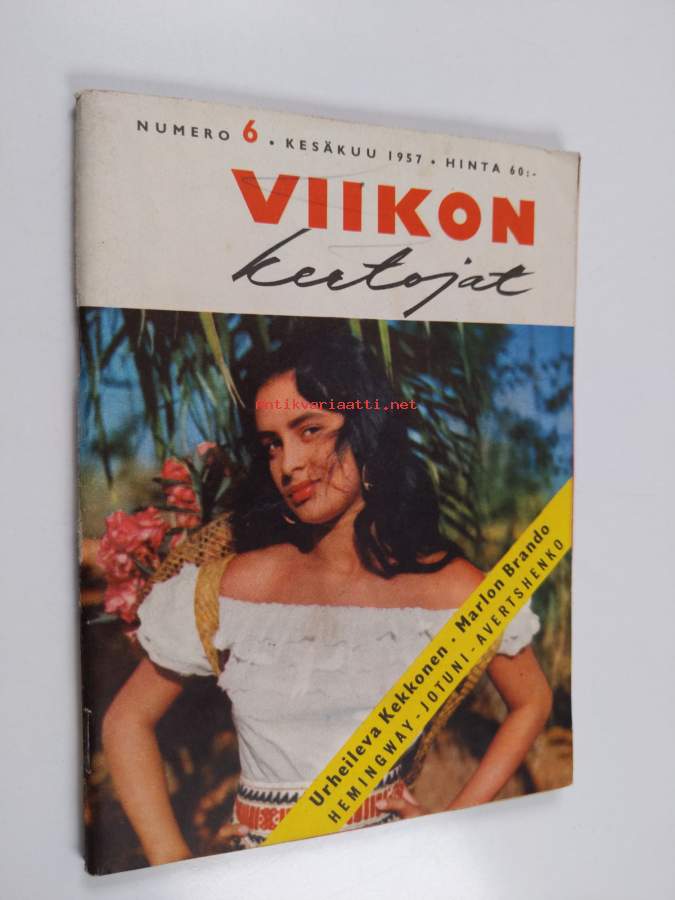 NUMERO 6 • KESÄKUU 1957 • HINTA 60:-
VIIKON
kertojat
antikvariaatti.net
Urheileva Kekkonen • Marlon Brando
HEMINGWAY-JOTUNI-AVERTSHENKO